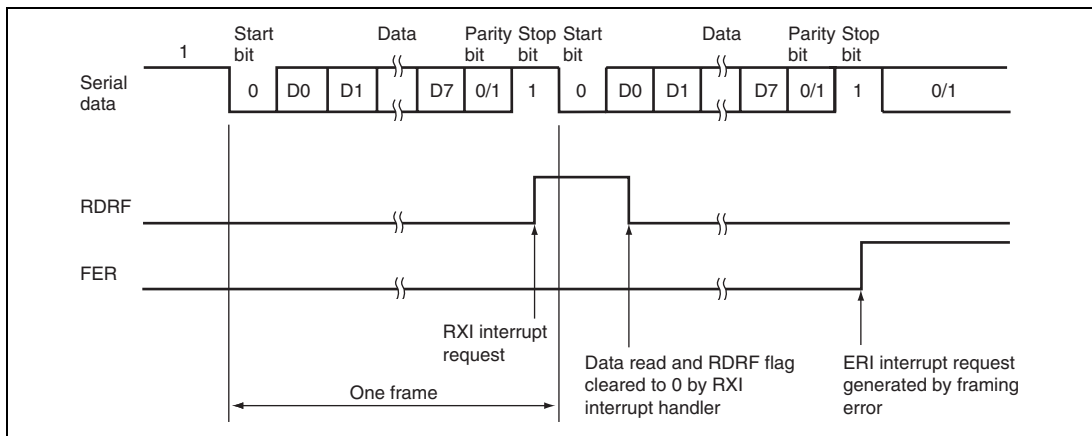 1
Start bit
Data
Parity bit
Stop bit
Start bit
Data
Parity bit
Stop bit
Serial data
0 D0 D1 D7 0/1 1 0 D0 D1 D7 0/1 1 0/1
RDRF
FER
RXI interrupt
request
Data read and RDRF flag
cleared to 0 by RXI
interrupt handler
ERI interrupt request
generated by framing
error
One frame